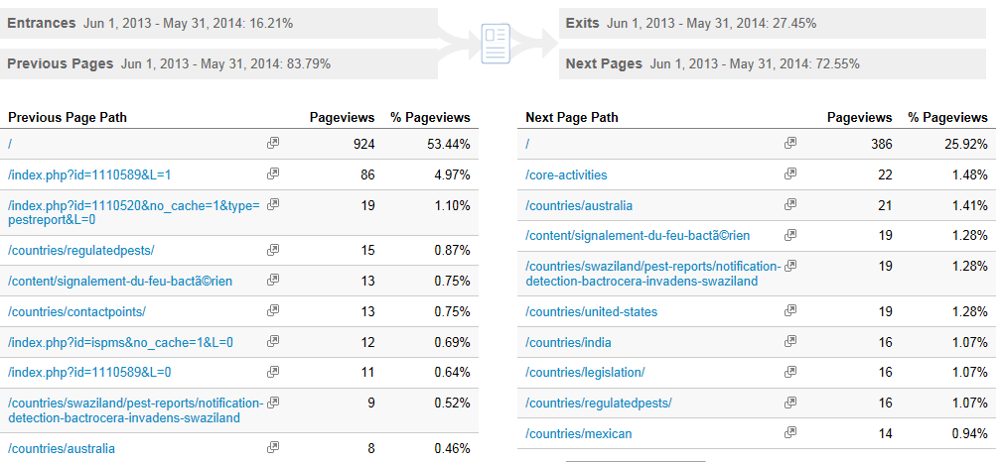 Entrances Jun 1, 2013 - May 31, 2014: 16.21%
Previous Pages Jun 1, 2013 - May 31, 2014: 83.79%
Exits Jun 1, 2013 - May 31, 2014: 27.45%
Next Pages Jun 1, 2013 - May 31, 2014: 72.55%
Previous Page Path Pageviews % Pageviews
/ 924 53.44%
/index.php?id=1110589&L=1 86 4.97%
/index.php?id=1110520&no_cache=1&type=
pestreport&L=0 19 1.10%
/countries/regulatedpests/ 15 0.87%
/content/signalement-du-feu-bactã©rien 13 0.75%
/countries/contactpoints/ 13 0.75%
/index.php?id=ispms&no_cache=1&L=0 12 0.69%
/index.php?id=1110589&L=0 11 0.64%
/countries/swaziland/pest-reports/notification-
detection-bactrocera-invadens-swaziland 9 0.52%
/countries/australia 8 0.46%
Next Page Path Pageviews % Pageviews
/ 386 25.92%
/core-activities 22 1.48%
/countries/australia 21 1.41%
/content/signalement-du-feu-bactã©rien 19 1.28%
/countries/swaziland/pest-reports/notification-
detection-bactrocera-invadens-swaziland 19 1.28%
/countries/united-states 19 1.28%
/countries/india 16 1.07%
/countries/legislation/ 16 1.07%
/countries/regulatedpests/ 16 1.07%
/countries/mexican 14 0.94%